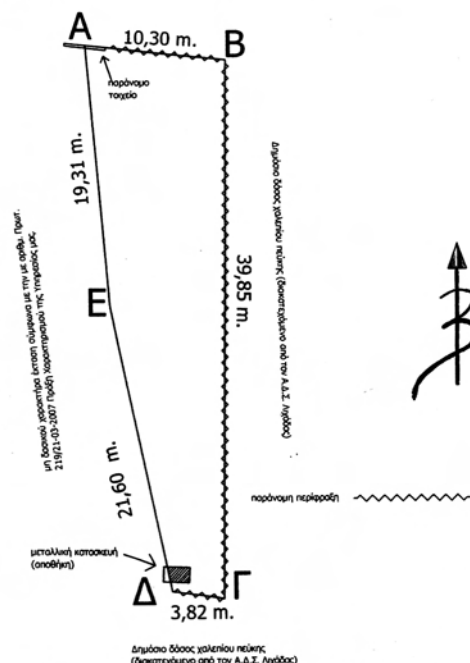 Α
10,30 m.
Β
παράνομο
τοιχείο
19,31 m.
Δημόσιο δάσος χαλεπίου πεύκης (διακατεχόμενο από τον Α.Δ.Σ. Λιχάδας)
39,85 m.
μη δασικού χαρακτήρα έκταση σύμφωνα με την με αριθμ. Πρωτ.
219/21-03-2007 Πράξη Χαρακτηρισμού της Υπηρεσίας μας
Ε
21,60 m.
παράνομη περίφραξη
μεταλλική κατασκευή
(αποθήκη)
Δ
Γ
3,82 m.
Δημόσιο δάσος χαλεπίου πεύκης
(διακατεχόμενο από τον Α.Δ.Σ. Λιχάδας)